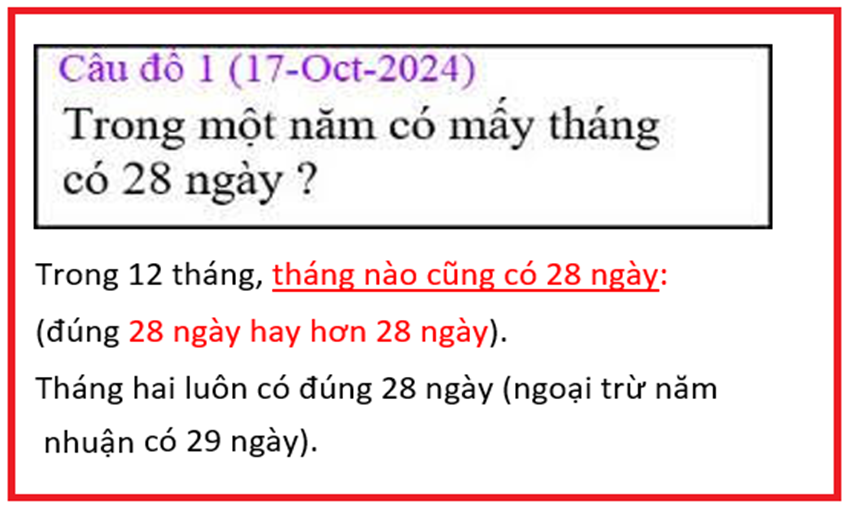 Câu đố 1 (17-Oct-2024)
Trong một năm có mấy tháng
có 28 ngày ?
Trong 12 tháng, tháng nào cũng có 28 ngày:
(đúng 28 ngày hay hơn 28 ngày).
Tháng hai luôn có đúng 28 ngày (ngoại trừ năm
nhuận có 29 ngày).